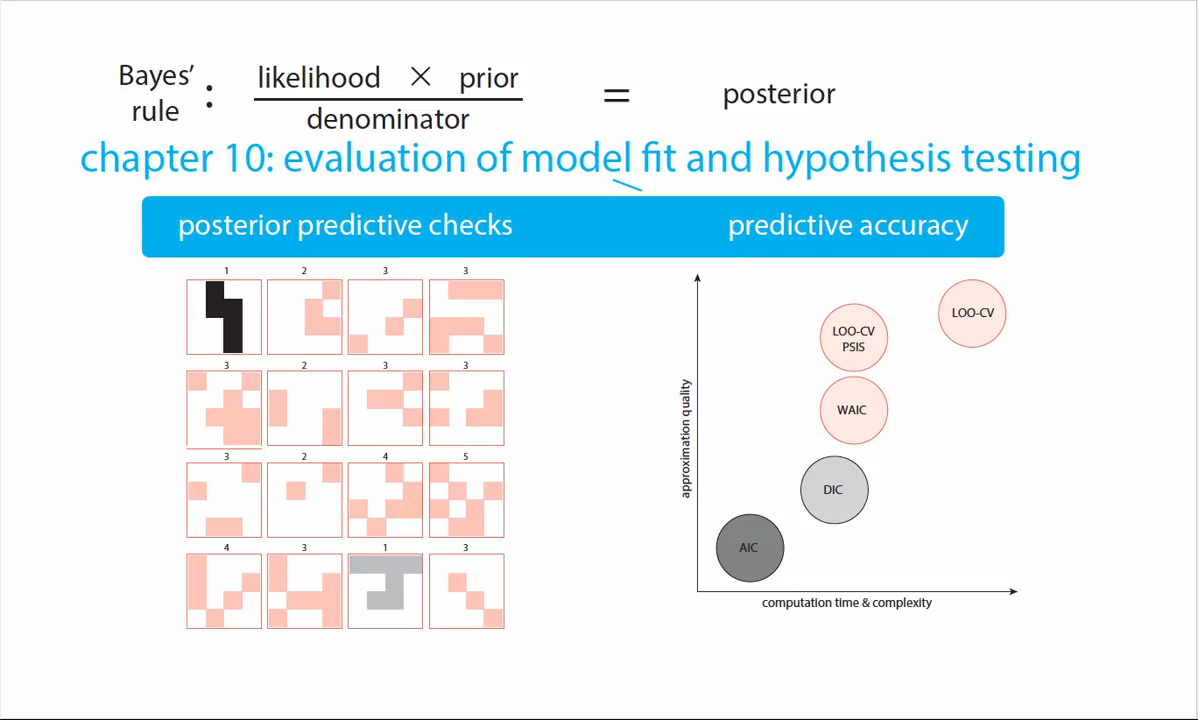 Bayes’ rule :
likelihood × prior
denominator
=
posterior
chapter 10: evaluation of model fit and hypothesis testing
posterior predictive checks
predictive accuracy
1 2 3 3
3 2 3 3
3 2 4 5
4 3 1 3
approximation quality
LOO-CV
LOO-CV
PSIS
WAIC
DIC
AIC
computation time & complexity